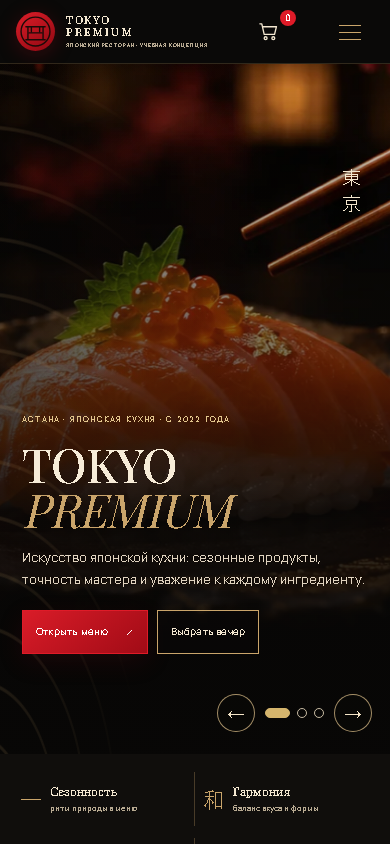 TOKYO
PREMIUM
ЯПОНСКИЙ РЕСТОРАН · УЧЕБНАЯ КОНЦЕПЦИЯ
0
東
京
АСТАНА · ЯПОНСКАЯ КУХНЯ · С 2022 ГОДА
TOKYO
PREMIUM
Искусство японской кухни: сезонные продукты,
точность мастера и уважение к каждому ингредиенту.
Открыть меню
Выбрать вечер
Сезонность
ритм природы в меню
和
Гармония
баланс вкуса и формы